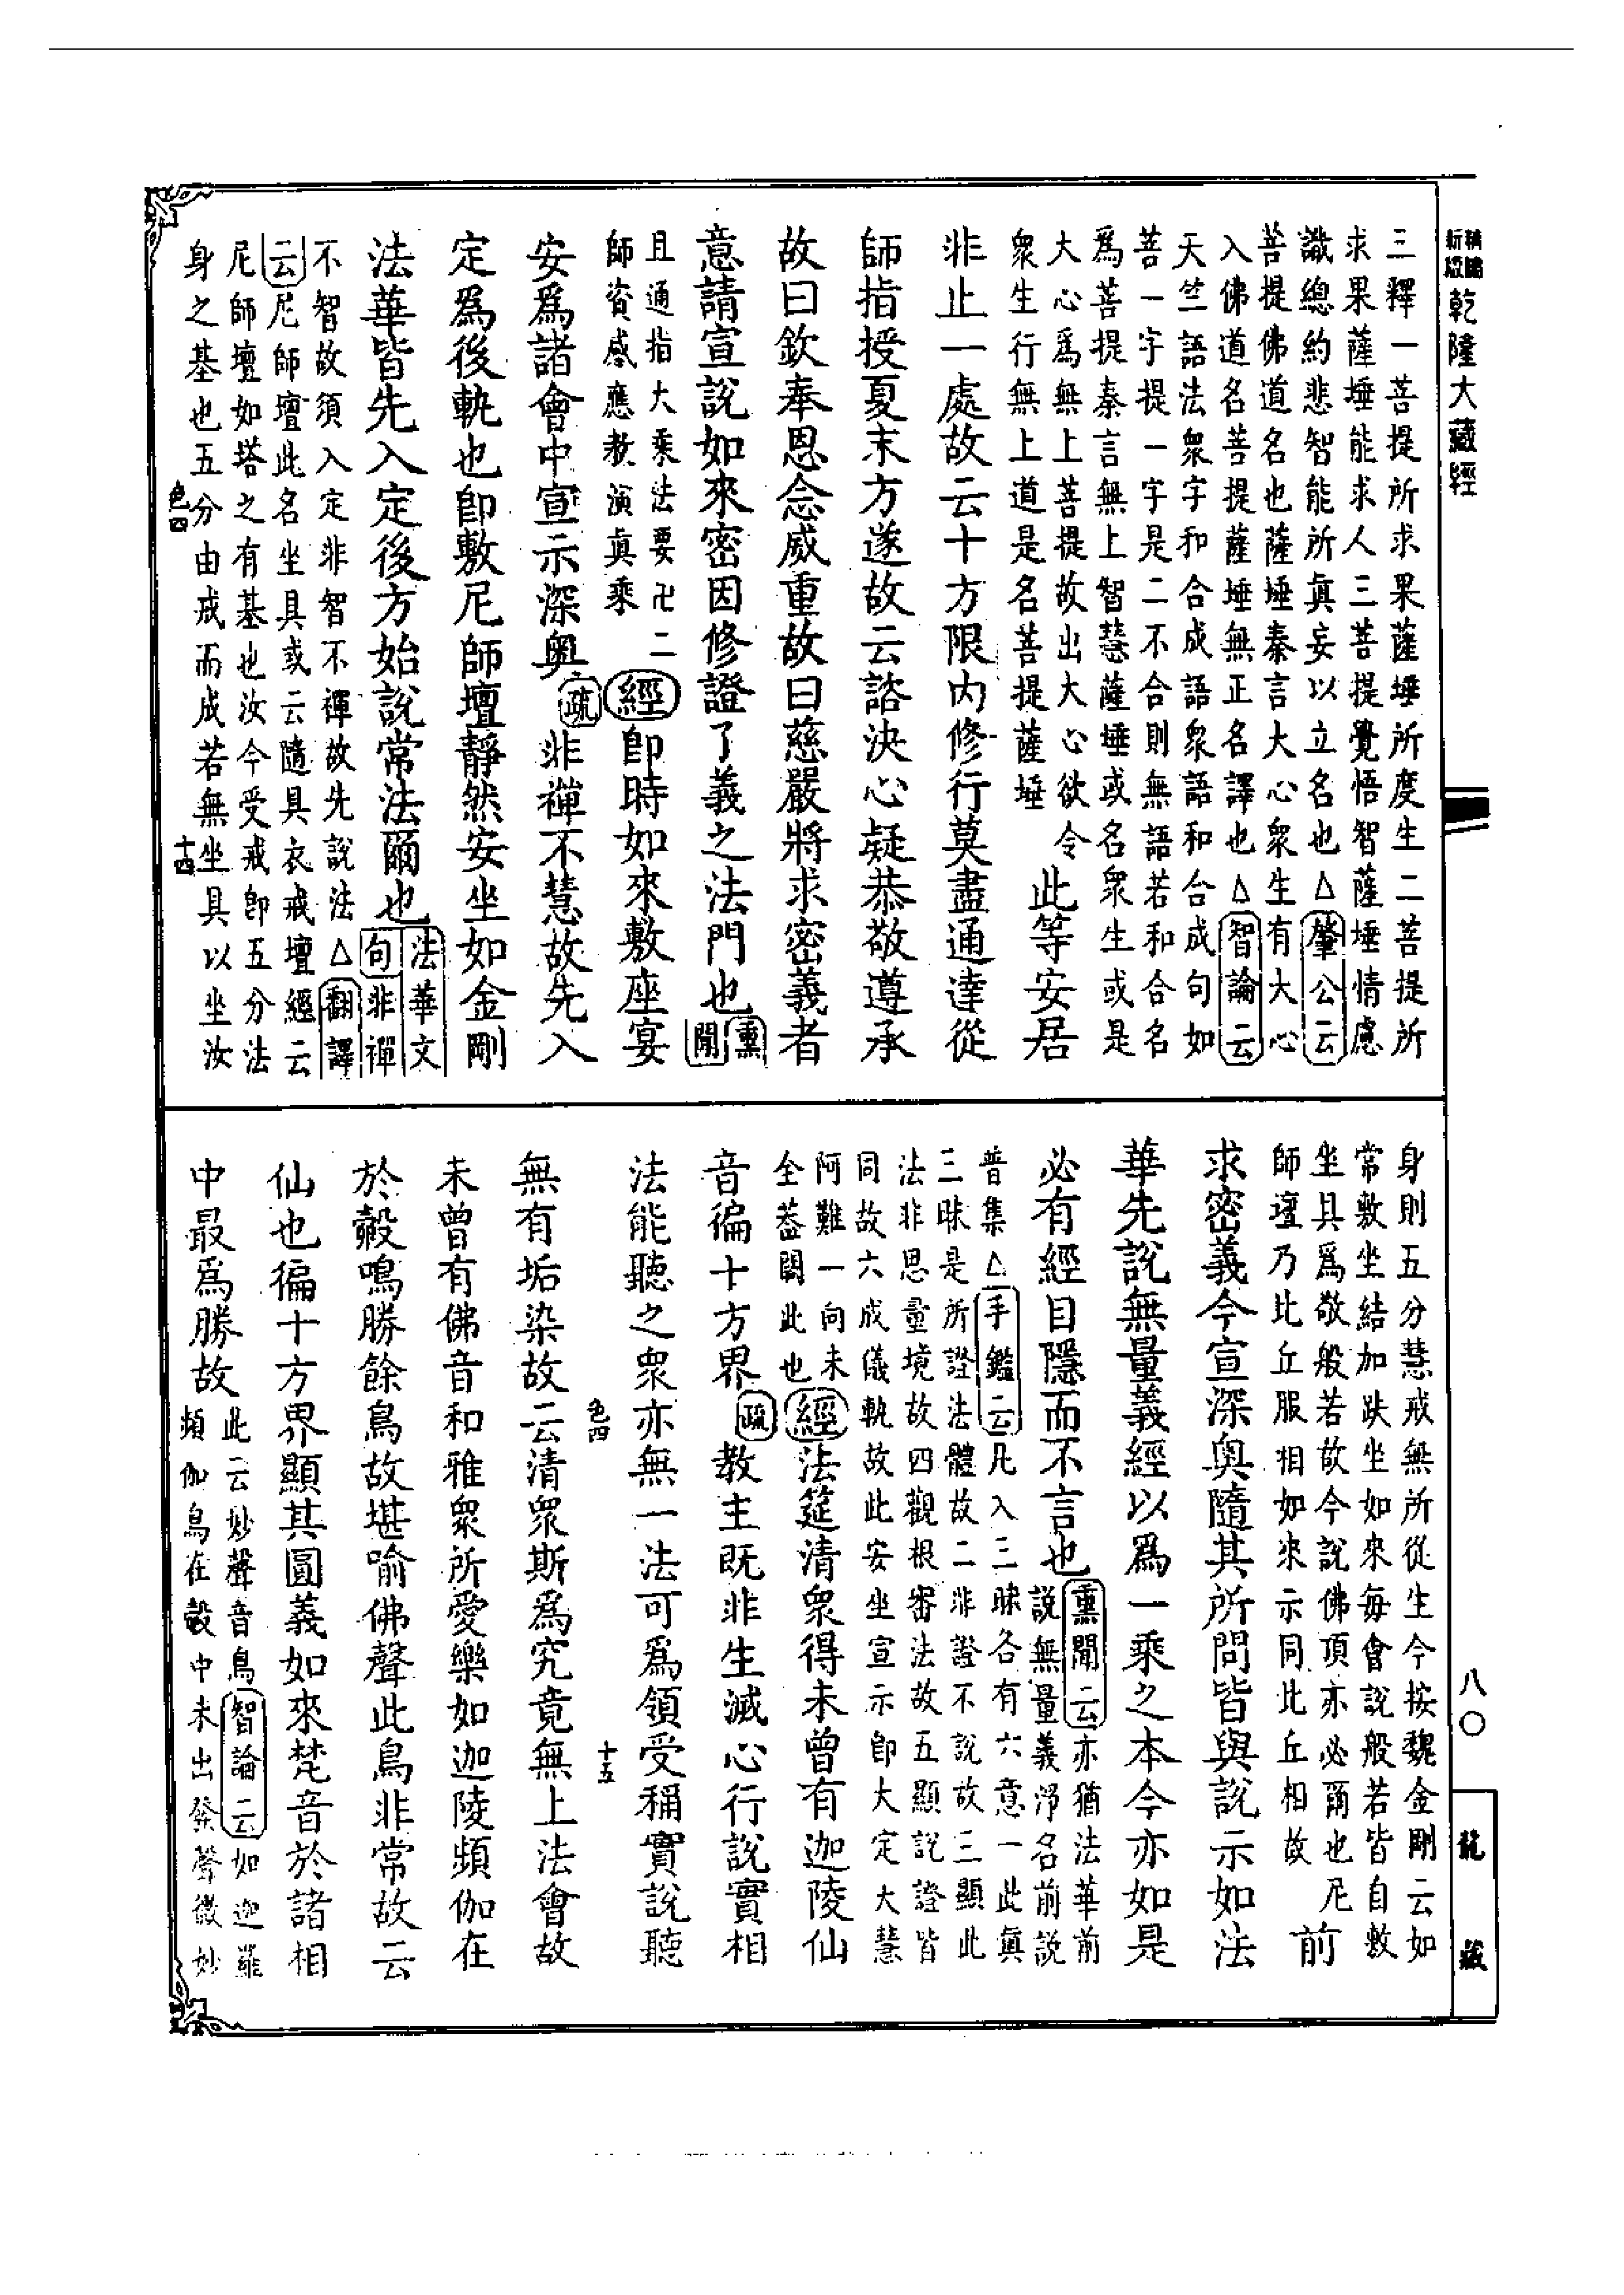 乾隆大藏經
三釋一菩提所求果薩埵所度生二菩提所
求果薩埵能求人三菩提覺悟智薩埵情慮
識總約悲智能所眞妄以立名也△肇公云
菩提佛道名也薩埵秦言大心衆生有大心
入佛道名菩提薩埵無正名譯也△智論云
天竺語法衆字和合成語衆語和合成句如
菩一字提一字是二不合則無語若和合名
爲菩提秦言無上智慧薩埵或名衆生或是
大心爲無上菩提故出大心欲令
衆生行無上道是名菩提薩埵
此等安居
非止一處故云十方限內修行莫盡通達從
師指授夏末方遂故云諮決心疑恭敬遵承
故曰欽奉恩念威重故曰慈嚴將求密義者
意請宣說如來密因修證了義之法門也
熏聞
且通指大乘法要卍二
師資感應教演眞乘
經卽時如來敷座宴
安爲諸會中宣示深奧疏非禪不慧故先入
定爲後軌也卽敷尼師壇靜然安坐如金剛
法華皆先入定後方始說常法爾也
法華文
句非禪
不智故須入定非智不禪故先說法△翻譯
云尼師壇此名坐具或云隨具衣戒壇經云
尼師壇如塔之有基也汝今受戒卽五分法
身之基也五分由戒而成若無坐具以坐汝
色四
十四
身則五分慧戒無所從生今按魏金剛云如
常敷坐結加趺坐如來每會說般若皆自敷
坐具爲敬般若故今說佛頂亦必爾也尼
師壇乃比丘服相如來示同比丘相故
前
求密義今宣深奧隨其所問皆與說示如法
華先說無量義經以爲一乘之本今亦如是
必有經目隱而不言也
熏聞云亦猶法華前
說無量義淨名前說
普集△手鑑云凡入三昧各有六意一此眞
三昧是所證法體故二非證不說故三顯此
法非思量境故四觀根審法故五顯說證皆
同故六成儀軌故此安坐宣示卽大定大慧
阿難一向未
全葢闕此也
經法筵清衆得未曾有迦陵仙
音徧十方界疏教主旣非生滅心行說實相
法能聽之衆亦無一法可爲領受稱實說聽
色四
十五
無有垢染故云清衆斯爲究竟無上法會故
未曾有佛音和雅衆所愛樂如迦陵頻伽在
於㲉鳴勝餘鳥故堪喻佛聲此鳥非常故云
仙也徧十方界顯其圓義如來梵音於諸相
中最爲勝故
此云妙聲音鳥智論云如迦羅
頻伽鳥在㲉中未出發聲微妙
八〇
龍藏